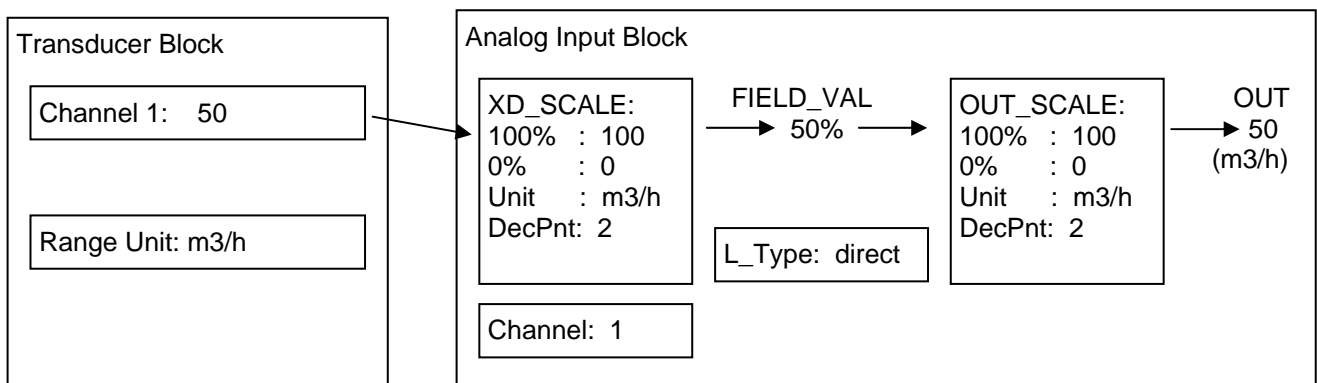 Transducer Block
Channel 1: 50
Range Unit: m3/h
Analog Input Block
XD_SCALE:
100% : 100
0% : 0
Unit : m3/h
DecPnt: 2
Channel: 1
FIELD_VAL
50%
L_Type: direct
OUT_SCALE:
100% : 100
0% : 0
Unit : m3/h
DecPnt: 2
OUT
50
(m3/h)